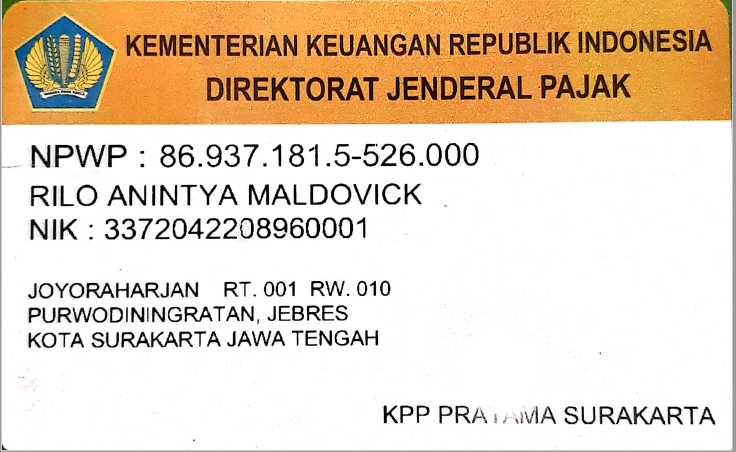 KEMENTERIAN KEUANGAN REPUBLIK INDONESIA
DIREKTORAT JENDERAL PAJAK
NPWP : 86.937.181.5-526.000
RILO ANINTYA MALDOVICK
NIK : 3372042208960001
JOYORAHARJAN RT. 001 RW. 010
PURWODININGRATAN, JEBRES
KOTA SURAKARTA JAWA TENGAH
KPP PRATAMA SURAKARTA